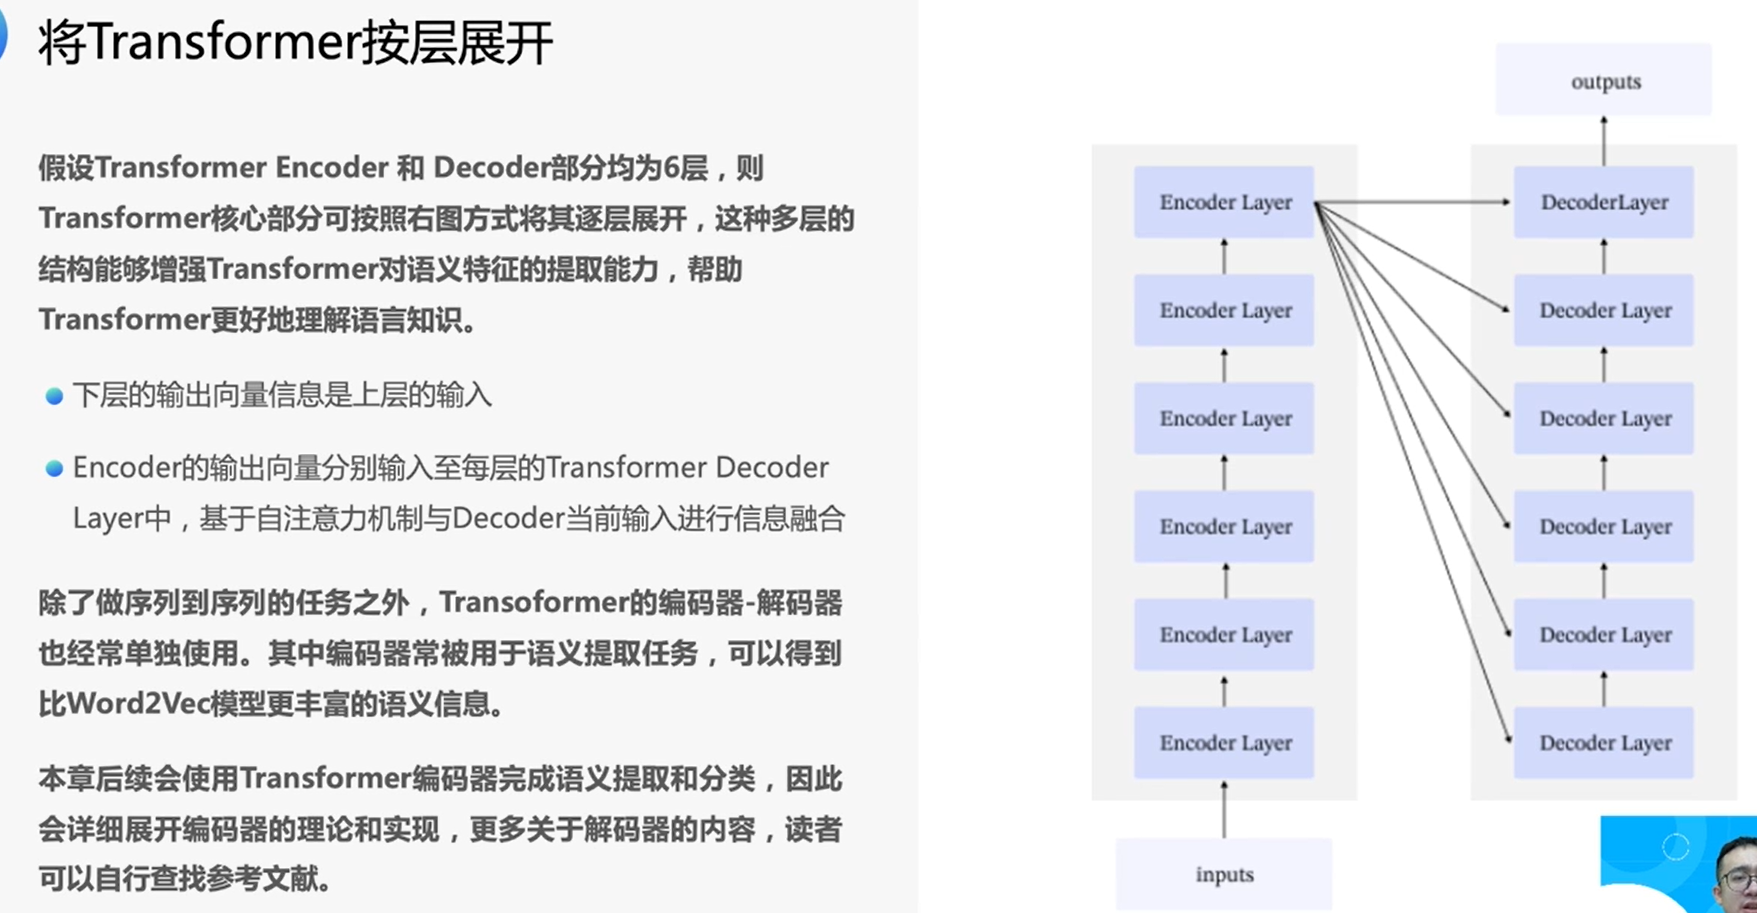 将Transformer按层展开
假设Transformer Encoder 和 Decoder部分均为6层，则
Transformer核心部分可按照右图方式将其逐层展开，这种多层的
结构能够增强Transformer对语义特征的提取能力，帮助
Transformer更好地理解语言知识。
下层的输出向量信息是上层的输入
Encoder的输出向量分别输入至每层的Transformer Decoder
Layer中，基于自注意力机制与Decoder当前输入进行信息融合
除了做序列到序列的任务之外，Transoformer的编码器-解码器
也经常单独使用。其中编码器常被用于语义提取任务，可以得到
比Word2Vec模型更丰富的语义信息。
本章后续会使用Transformer编码器完成语义提取和分类，因此
会详细展开编码器的理论和实现，更多关于解码器的内容，读者
可以自行查找参考文献。
outputs
Encoder Layer
DecoderLayer
Encoder Layer
Decoder Layer
Encoder Layer
Decoder Layer
Encoder Layer
Decoder Layer
Encoder Layer
Decoder Layer
Encoder Layer
Decoder Layer
inputs